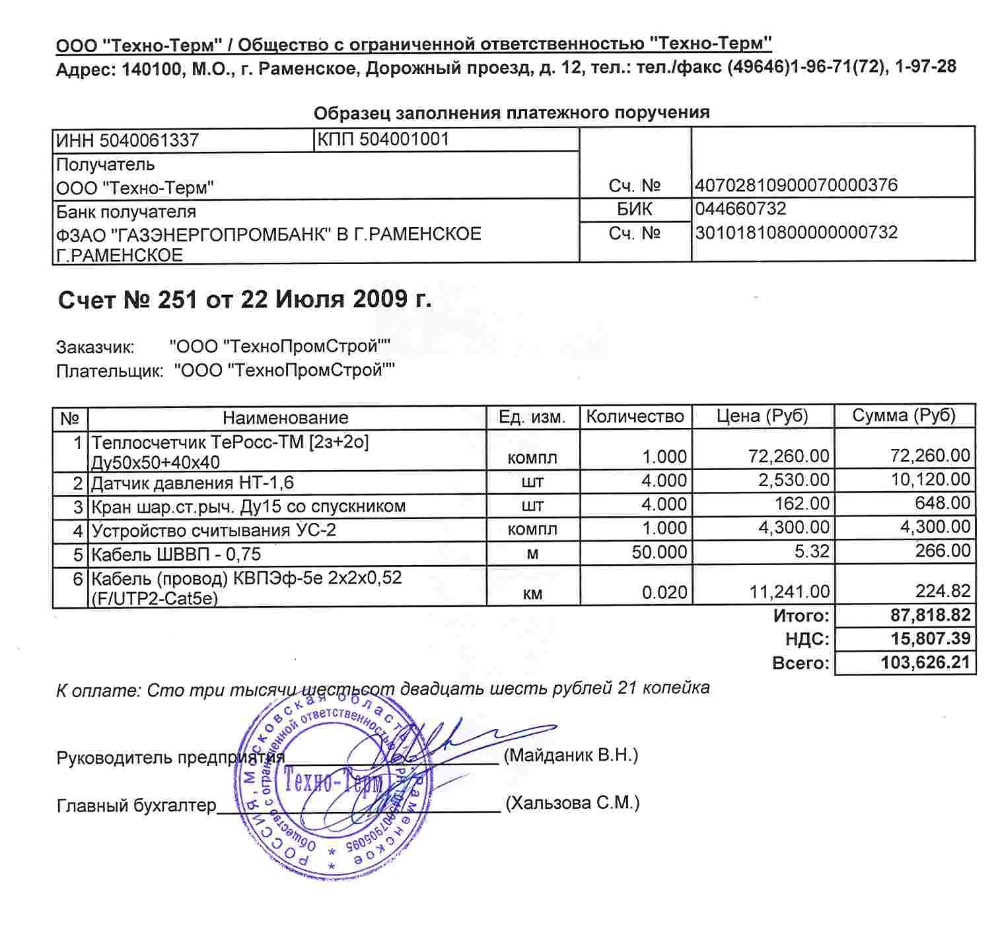 ООО "Техно-Терм" / Общество с ограниченной ответственностью "Техно-Терм"
Адрес: 140100, М.О., г. Раменское, Дорожный проезд, д. 12, тел.: тел./факс (49646)1-96-71(72), 1-97-28
Образец заполнения платежного поручения
ИНН 5040061337 КПП 504001001
Получатель
ООО "Техно-Терм" Сч. № 40702810900070000376
Банк получателя БИК 044660732
ФЗАО "ГАЗЭНЕРГОПРОМБАНК" В Г.РАМЕНСКОЕ Сч. № 30101810800000000732
Г.РАМЕНСКОЕ
Счет № 251 от 22 Июля 2009 г.
Заказчик: "ООО "ТехноПромСтрой""
Плательщик: "ООО "ТехноПромСтрой""
№ Наименование Ед. изм. Количество Цена (Руб) Сумма (Руб)
1 Теплосчетчик ТеРосс-ТМ [2з+2о]
Ду50х50+40х40 компл 1.000 72,260.00 72,260.00
2 Датчик давления НТ-1,6 шт 4.000 2,530.00 10,120.00
3 Кран шар.ст.рыч. Ду15 со спускником шт 4.000 162.00 648.00
4 Устройство считывания УС-2 компл 1.000 4,300.00 4,300.00
5 Кабель ШВВП - 0,75 м 50.000 5.32 266.00
6 Кабель (провод) КВПЭф-5е 2х2х0,52
(F/UTP2-Cat5e) км 0.020 11,241.00 224.82
Итого: 87,818.82
НДС: 15,807.39
Всего: 103,626.21
К оплате: Сто три тысячи шестьсот двадцать шесть рублей 21 копейка
Руководитель предприятия (Майданик В.Н.)
Главный бухгалтер (Хальзова С.М.)
РОССИЯ, Московская область, г. Раменское *
Общество с ограниченной ответственностью *
Техно-Терм